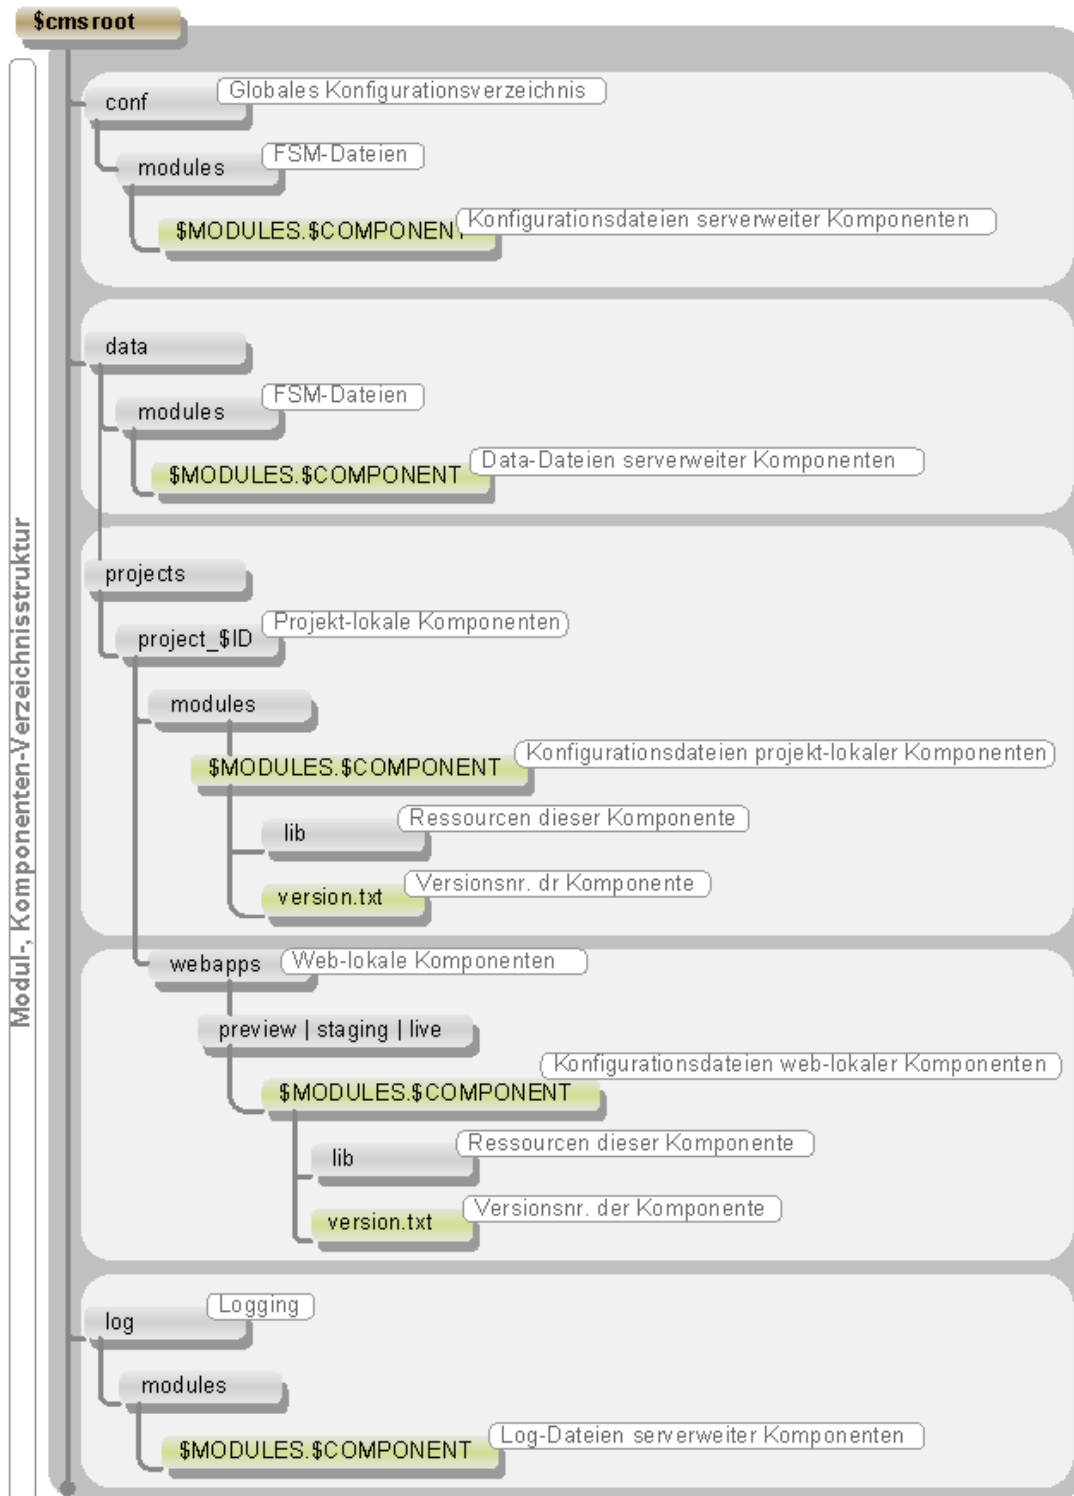 $cmsroot
Modul-, Komponenten-Verzeichnisstruktur
conf
Globales Konfigurationsverzeichnis
modules
FSM-Dateien
$MODULES.$COMPONENT
Konfigurationsdateien serverweiter Komponenten
data
modules
FSM-Dateien
$MODULES.$COMPONENT
Data-Dateien serverweiter Komponenten
projects
project_$ID
Projekt-lokale Komponenten
modules
$MODULES.$COMPONENT
Konfigurationsdateien projekt-lokaler Komponenten
lib
Ressourcen dieser Komponente
version.txt
Versionsnr. dr Komponente
webapps
Web-lokale Komponenten
preview | staging | live
Konfigurationsdateien web-lokaler Komponenten
$MODULES.$COMPONENT
lib
Ressourcen dieser Komponente
version.txt
Versionsnr. der Komponente
log
Logging
modules
$MODULES.$COMPONENT
Log-Dateien serverweiter Komponenten